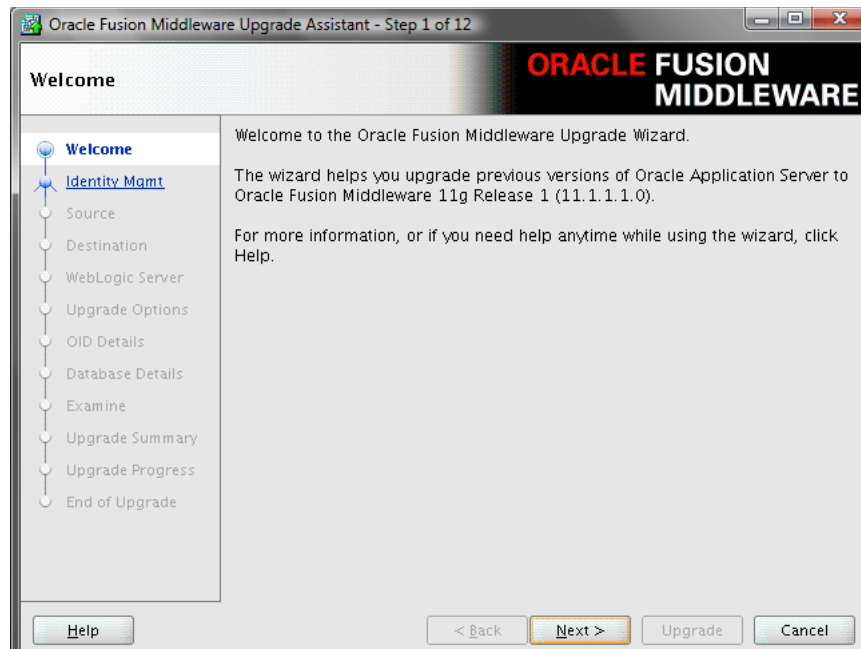 Oracle Fusion Middleware Upgrade Assistant - Step 1 of 12
Welcome
ORACLE FUSION
MIDDLEWARE
Welcome
Identity Mgmt
Source
Destination
WebLogic Server
Upgrade Options
OID Details
Database Details
Examine
Upgrade Summary
Upgrade Progress
End of Upgrade
Welcome to the Oracle Fusion Middleware Upgrade Wizard.
The wizard helps you upgrade previous versions of Oracle Application Server to
Oracle Fusion Middleware 11g Release 1 (11.1.1.1.0).
For more information, or if you need help anytime while using the wizard, click
Help.
Help
< Back
Next >
Upgrade
Cancel